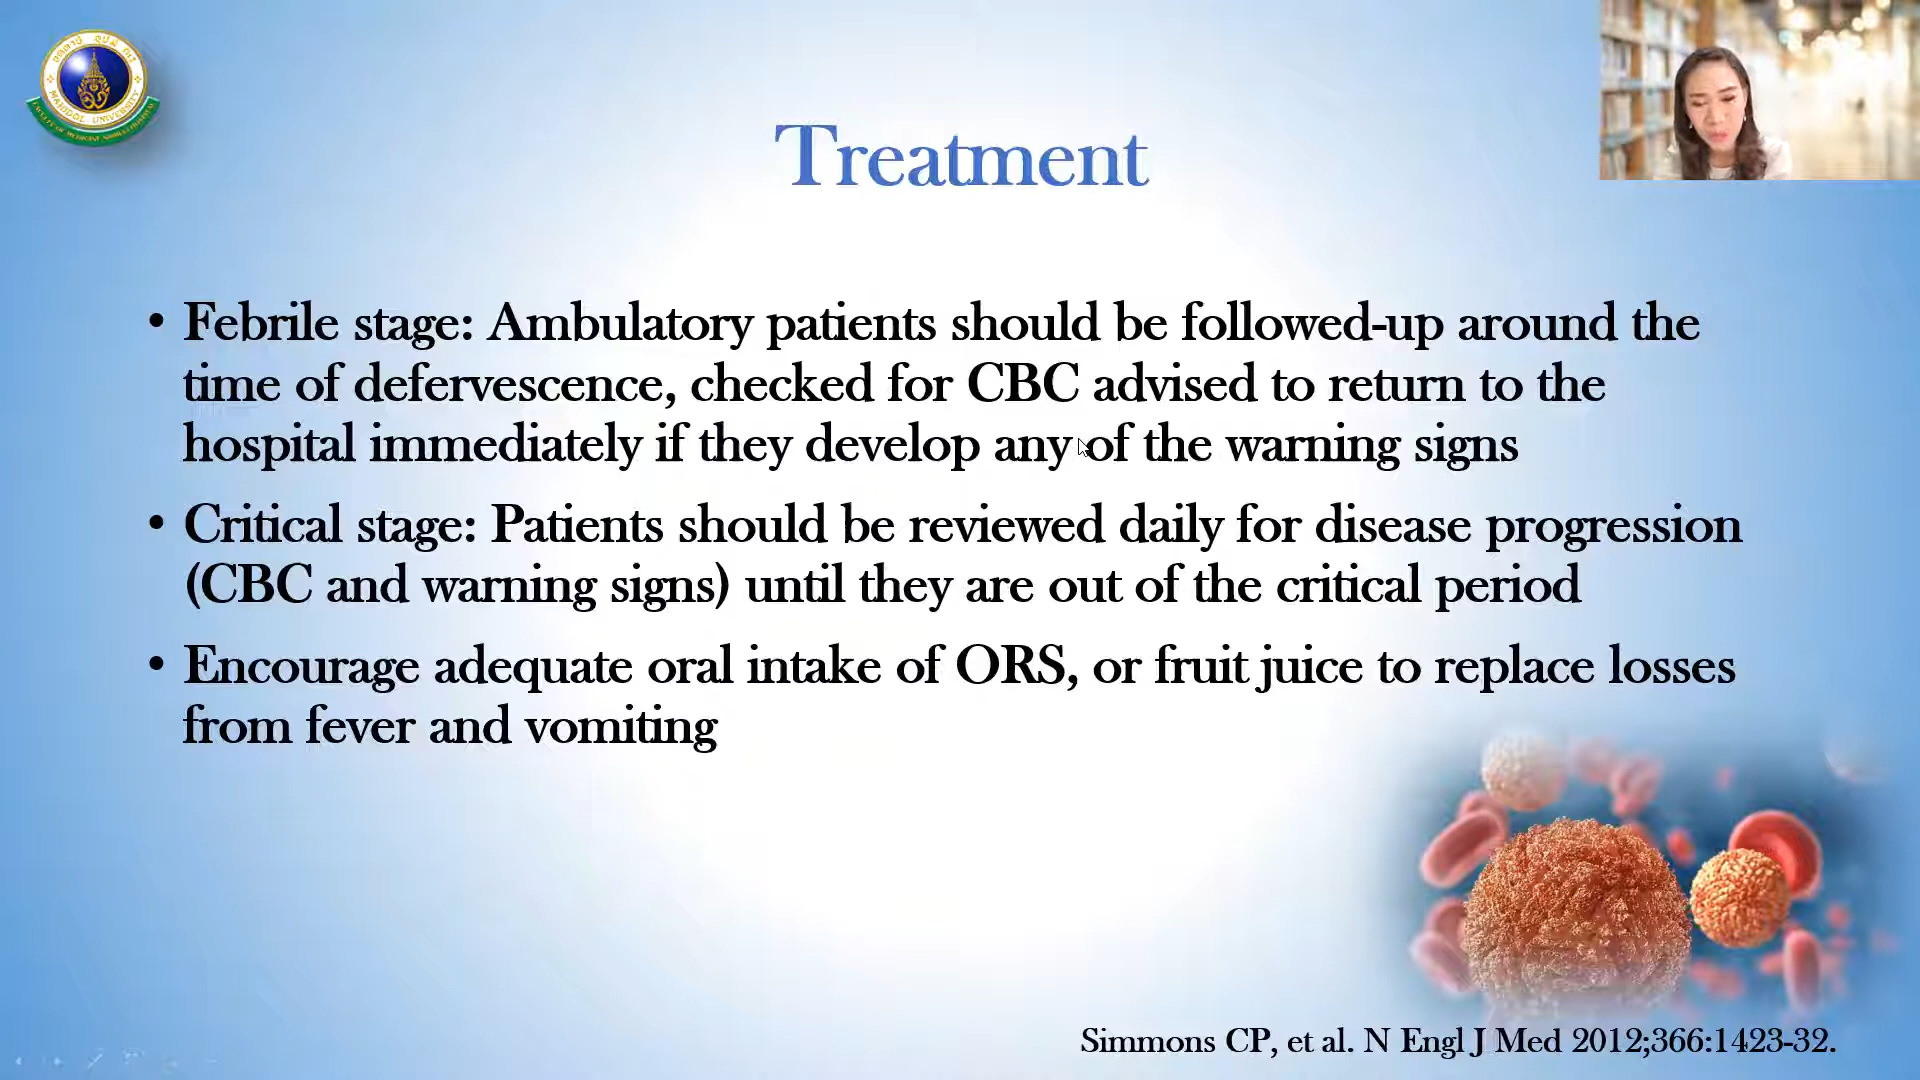 MAHIDOL UNIVERSITY
Treatment
• Febrile stage: Ambulatory patients should be followed-up around the
time of defervescence, checked for CBC advised to return to the
hospital immediately if they develop any of the warning signs
• Critical stage: Patients should be reviewed daily for disease progression
(CBC and warning signs) until they are out of the critical period
• Encourage adequate oral intake of ORS, or fruit juice to replace losses
from fever and vomiting
Simmons CP, et al. N Engl J Med 2012;366:1423-32.